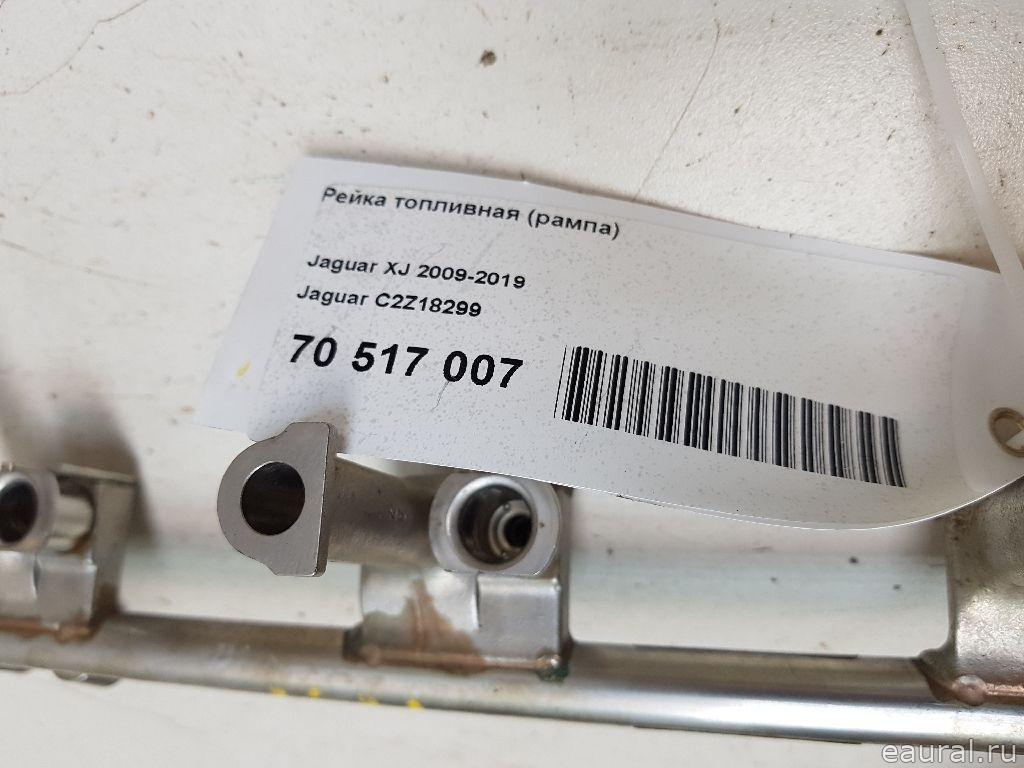 Рейка топливная (рампа)
Jaguar XJ 2009-2019
Jaguar C2Z18299
70 517 007
eaural.ru